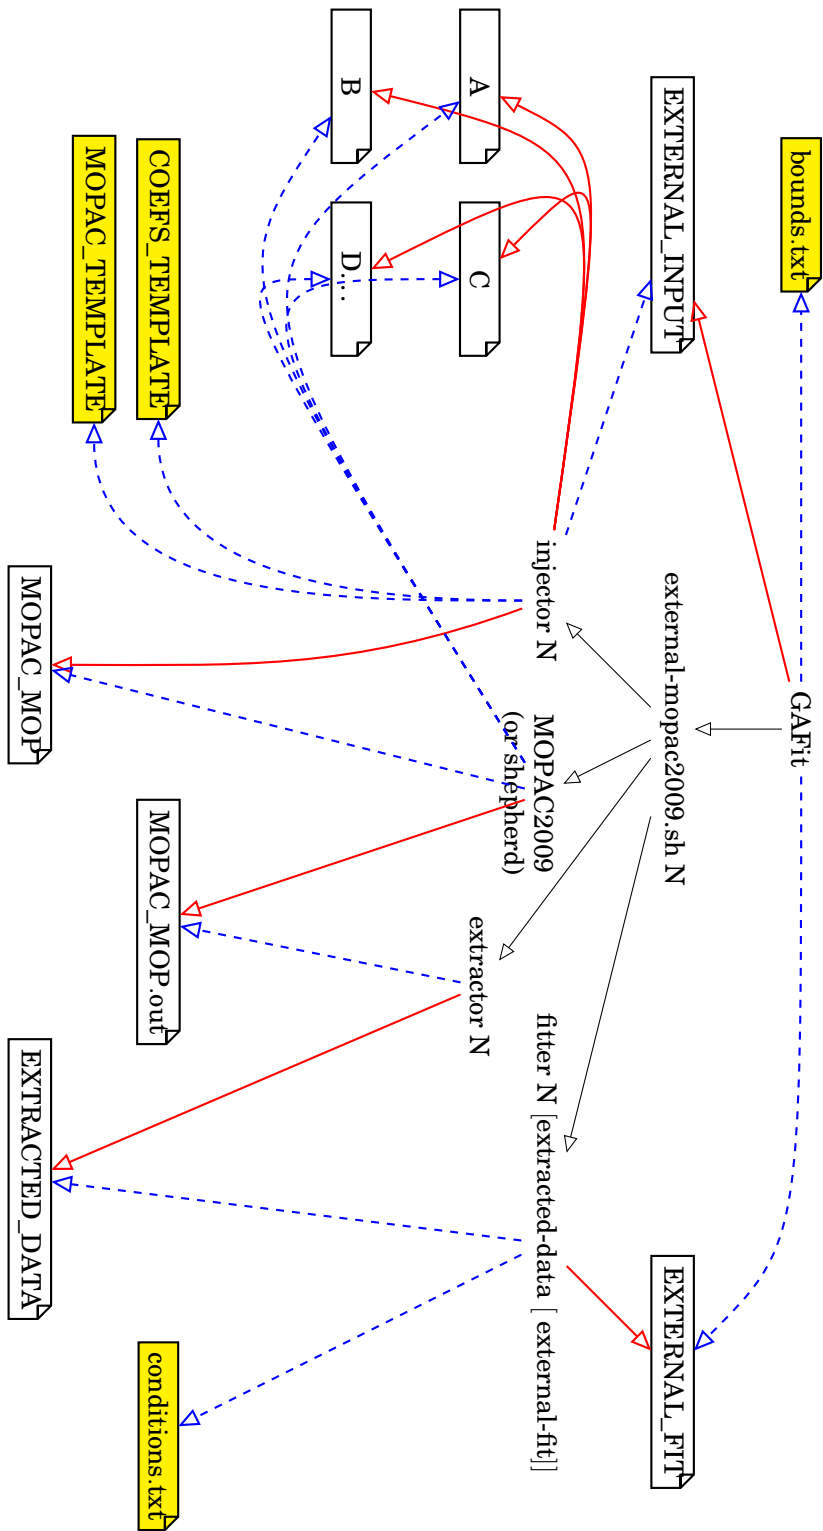 bounds.txt
GAFit
EXTERNAL_INPUT
external-mopac2009.sh N
EXTERNAL_FIT
injector N
MOPAC2009
(or shepherd)
fitter N [extracted-data [ external-fit]]
A
C
extractor N
B
D....
COEFS_TEMPLATE
MOPAC_MOP.out
conditions.txt
MOPAC_TEMPLATE
MOPAC_MOP
EXTRACTED_DATA